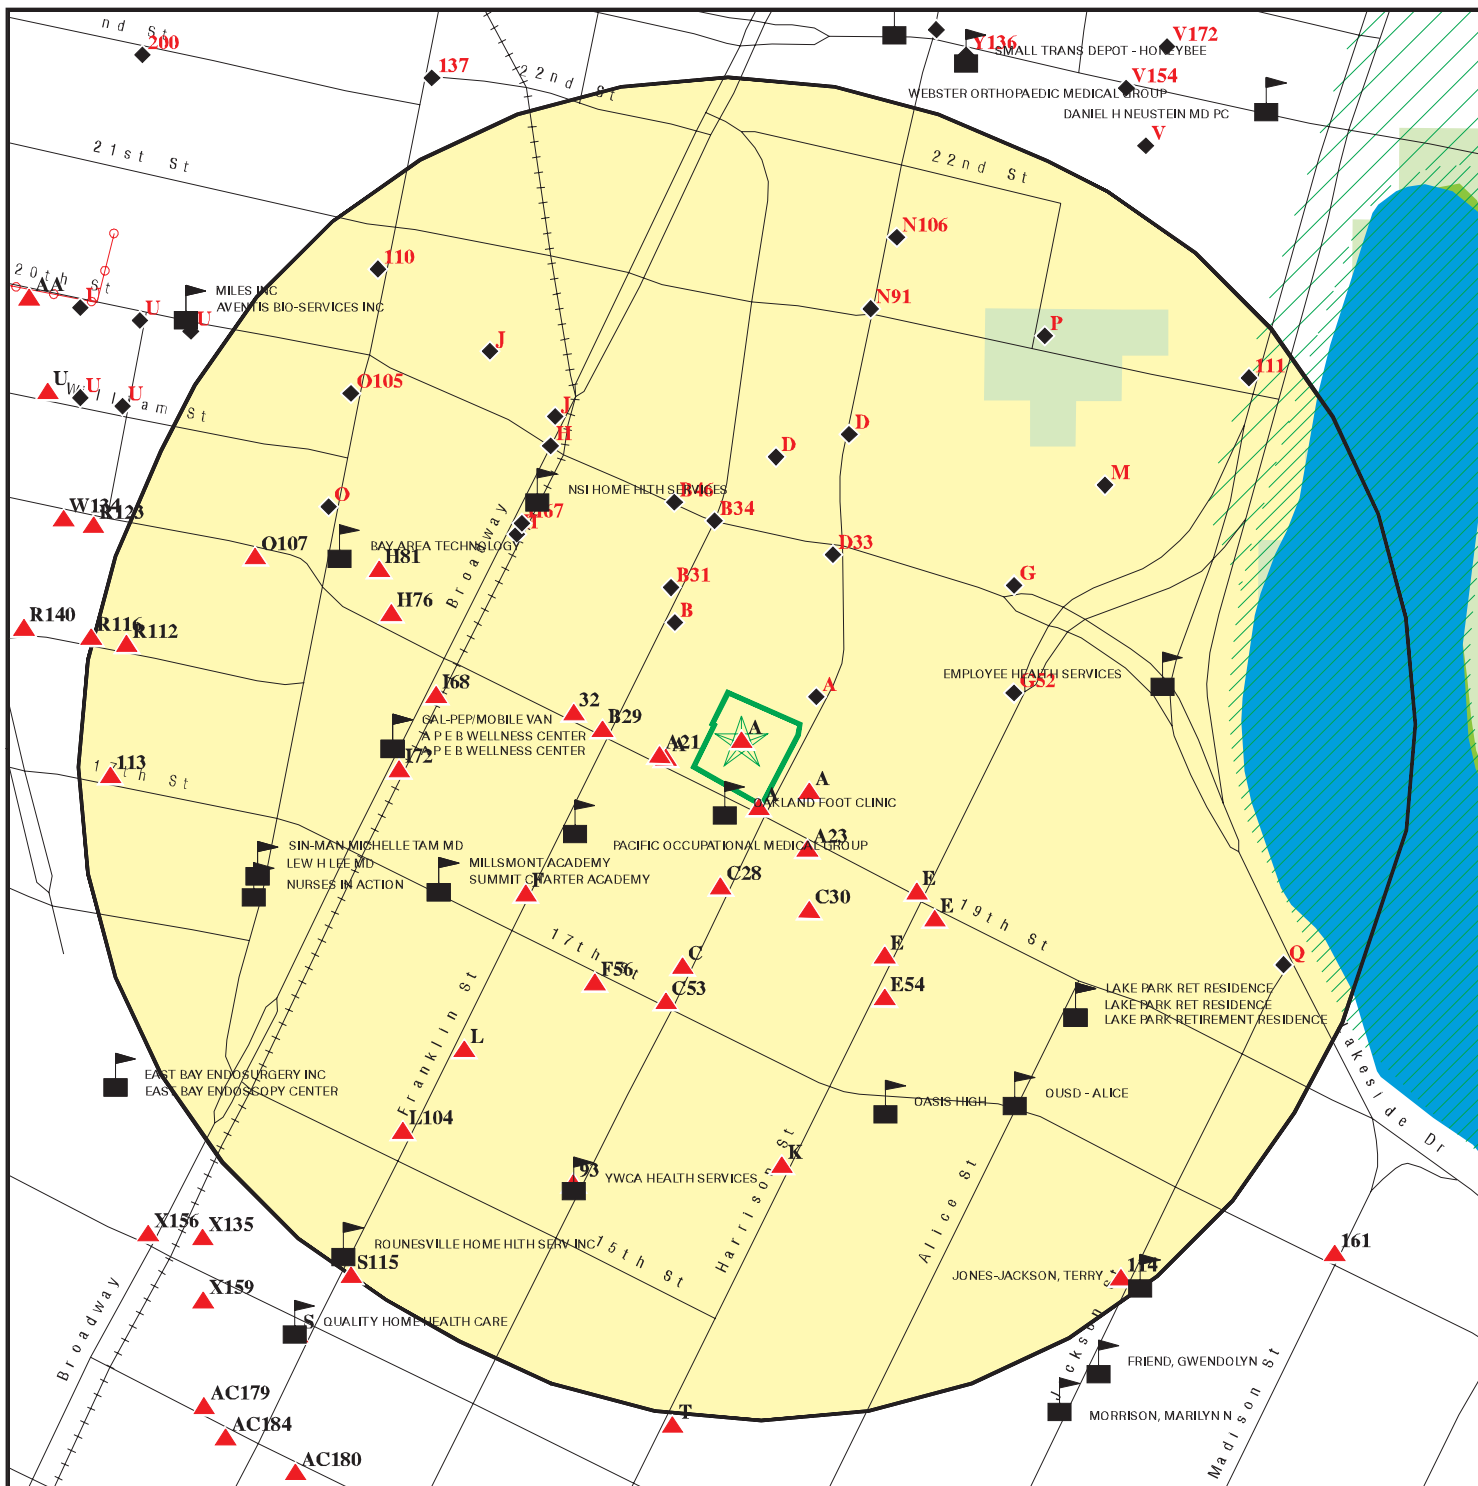 nd St
200
137
22nd St
Y136
SMALL TRANS DEPOT - HONEYBEE
V172
V154
WEBSTER ORTHOPAEDIC MEDICAL GROUP
DANIEL H NEUSTEIN MD PC
V
21st St
22nd St
N106
110
20th St
AA
U
U
U
MILES INC
AVENTIS BIO-SERVICES INC
N91
P
J
111
U
U
U
William St
O105
J
H
D
D
M
NSI HOME HLTH SERVICES
B46
B34
W134
R123
O
Broadway
BAY AREA TECHNOLOGY
O107
H81
D33
B31
G
H76
B
R140
R116
R112
EMPLOYEE HEALTH SERVICES
I68
32
B29
A
G52
GAL-PEP/MOBILE VAN
A P E B WELLNESS CENTER
A P E B WELLNESS CENTER
A21
A
A
I72
113
17th St
A
A
OAKLAND FOOT CLINIC
PACIFIC OCCUPATIONAL MEDICAL GROUP
A23
SIN-MAN MICHELLE TAM MD
LEW H LEE MD
NURSES IN ACTION
MILLSMONT ACADEMY
SUMMIT CHARTER ACADEMY
F
C28
C30
E
E
19th St
17th St
E
Q
C
F56
C53
E54
LAKE PARK RET RESIDENCE
LAKE PARK RET RESIDENCE
LAKE PARK RETIREMENT RESIDENCE
L
Franklin St
Lakeside Dr
EAST BAY ENDOSURGERY INC
EAST BAY ENDOSCOPY CENTER
OASIS HIGH
OUSD - ALICE
L104
K
Harrison St
93
YWCA HEALTH SERVICES
Alice St
X156
X135
ROUNESVILLE HOME HLTH SERV INC
15th St
S115
161
JONES-JACKSON, TERRY
114
X159
S
QUALITY HOME HEALTH CARE
Jackson St
Broadway
FRIEND, GWENDOLYN
Madison St
AC179
MORRISON, MARILYN N
AC184
T
AC180